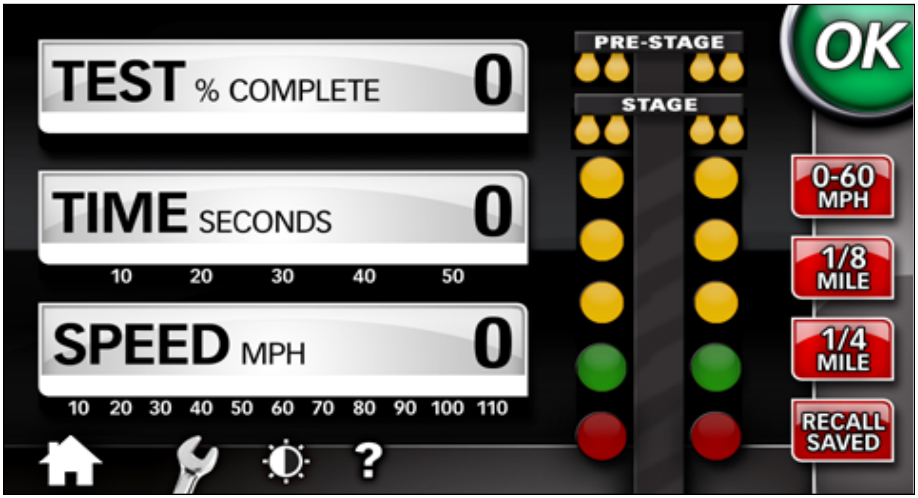 TEST % COMPLETE 0
TIME SECONDS 0
10 20 30 40 50
SPEED MPH 0
10 20 30 40 50 60 70 80 90 100 110
?
PRE-STAGE
STAGE
OK
0-60
MPH
1/8
MILE
1/4
MILE
RECALL
SAVED